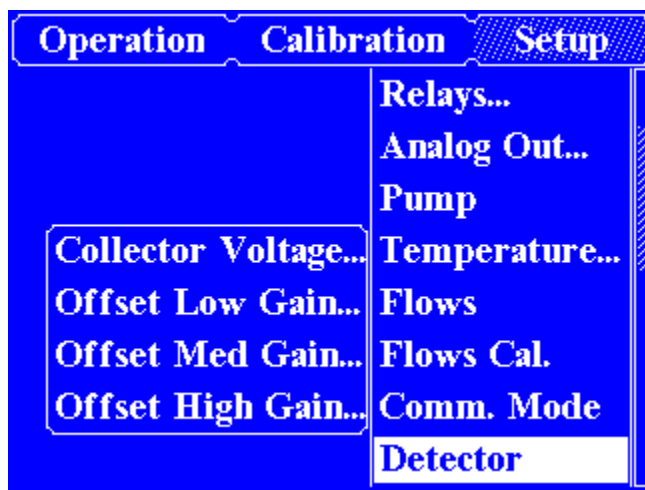 Operation Calibration Setup
Relays...
Analog Out...
Pump
Collector Voltage... Temperature...
Offset Low Gain... Flows
Offset Med Gain... Flows Cal.
Offset High Gain... Comm. Mode
Detector